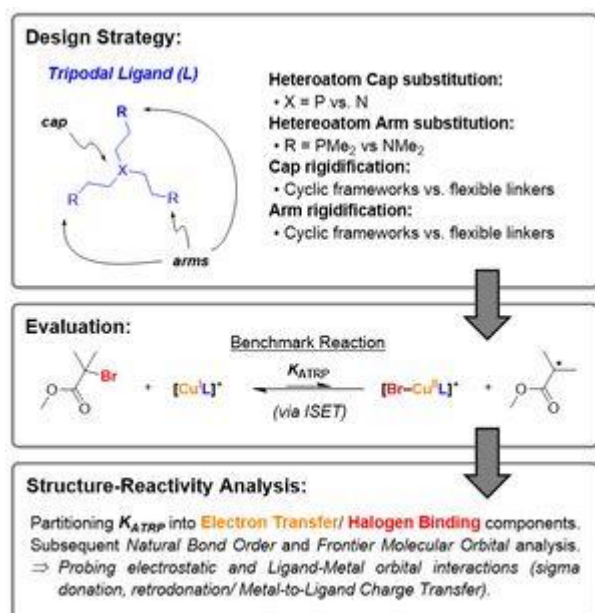 Design Strategy:
Tripodal Ligand (L)
R
cap
X
R
R
arms
Heteroatom Cap substitution:
• X = P vs. N
Hetereoatom Arm substitution:
• R = PMe2 vs NMe2
Cap rigidification:
• Cyclic frameworks vs. flexible linkers
Arm rigidification:
• Cyclic frameworks vs. flexible linkers
Evaluation:
Benchmark Reaction
Br
O
O
+
[CuᴵL]⁺
KATRP
(via ISET)
[Br–CuᴵᴵL]⁺
+
O
O
Structure-Reactivity Analysis:
Partitioning KATRP into Electron Transfer/ Halogen Binding components.
Subsequent Natural Bond Order and Frontier Molecular Orbital analysis.
⇒ Probing electrostatic and Ligand-Metal orbital interactions (sigma
donation, retrodonation/ Metal-to-Ligand Charge Transfer).